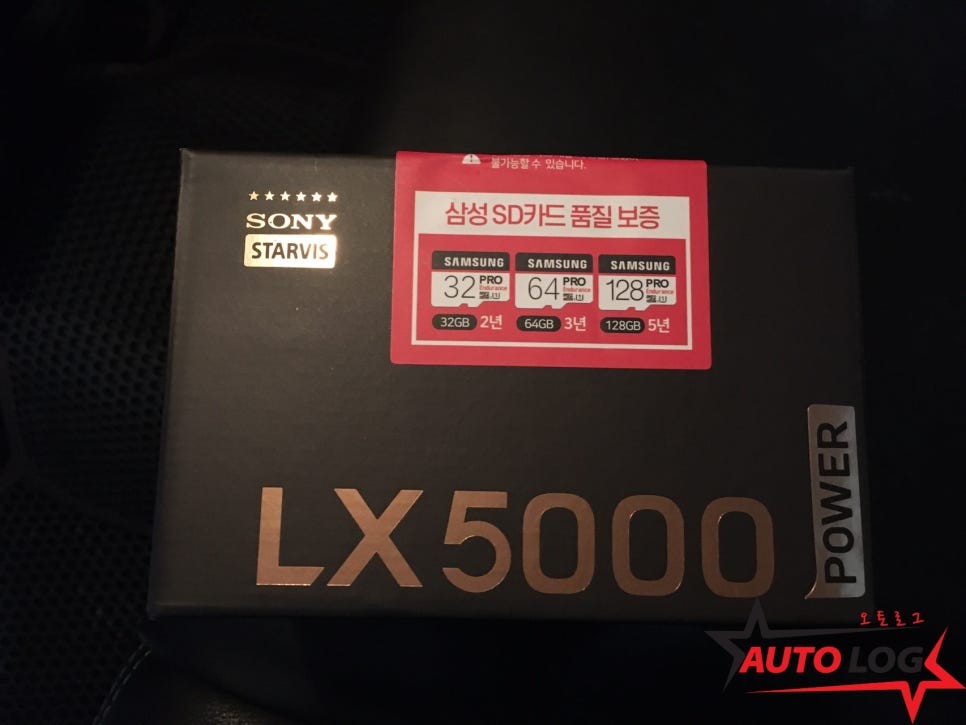 불가능할 수 있습니다.
★★★★★★
SONY
STARVIS
삼성 SD카드 품질 보증
SAMSUNG
32 PRO
Endurance
SAMSUNG
64 PRO
Endurance
SAMSUNG
128 PRO
Endurance
32GB 2년
64GB 3년
128GB 5년
LX5000
POWER
오토로그
AUTO LOG